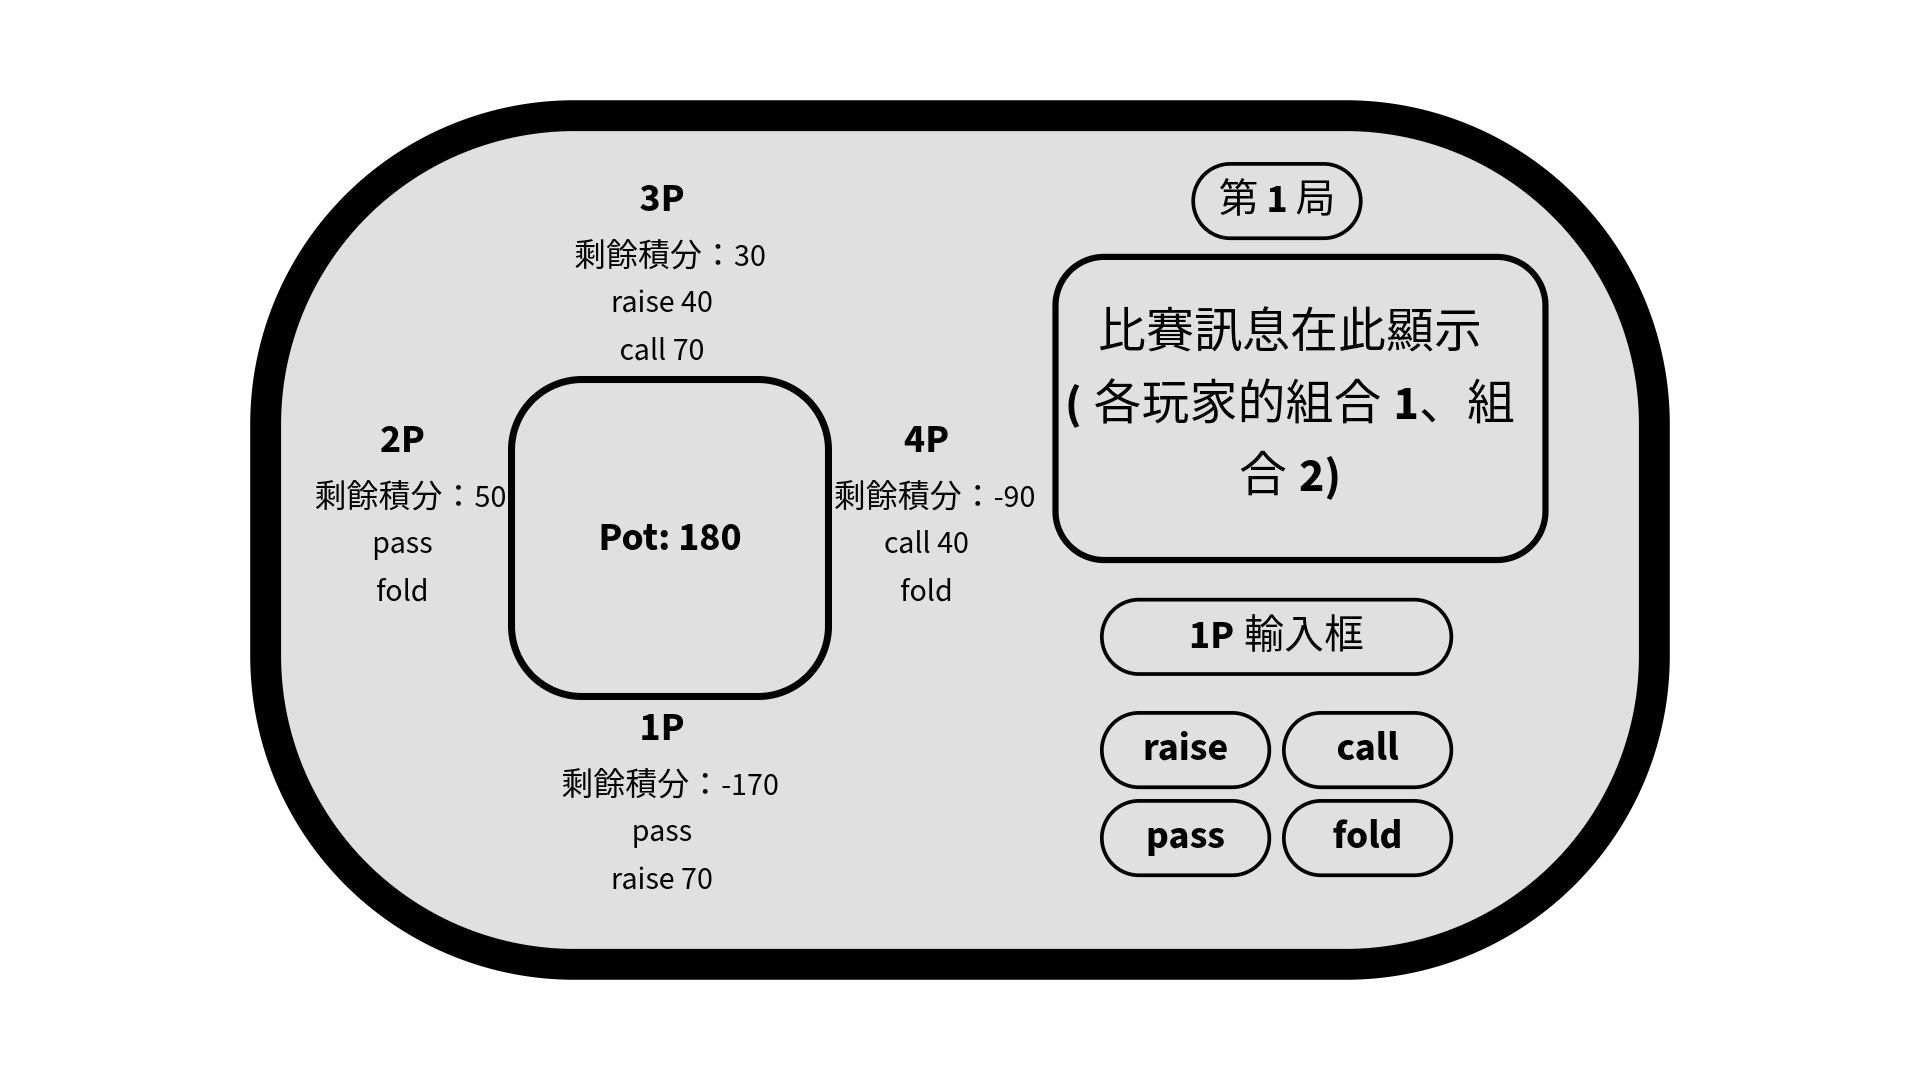 3P
剩餘積分：30
raise 40
call 70
2P
剩餘積分：50
pass
fold
Pot: 180
4P
剩餘積分：-90
call 40
fold
1P
剩餘積分：-170
pass
raise 70
第 1 局
比賽訊息在此顯示
( 各玩家的組合 1、組
合 2)
1P 輸入框
raise
call
pass
fold